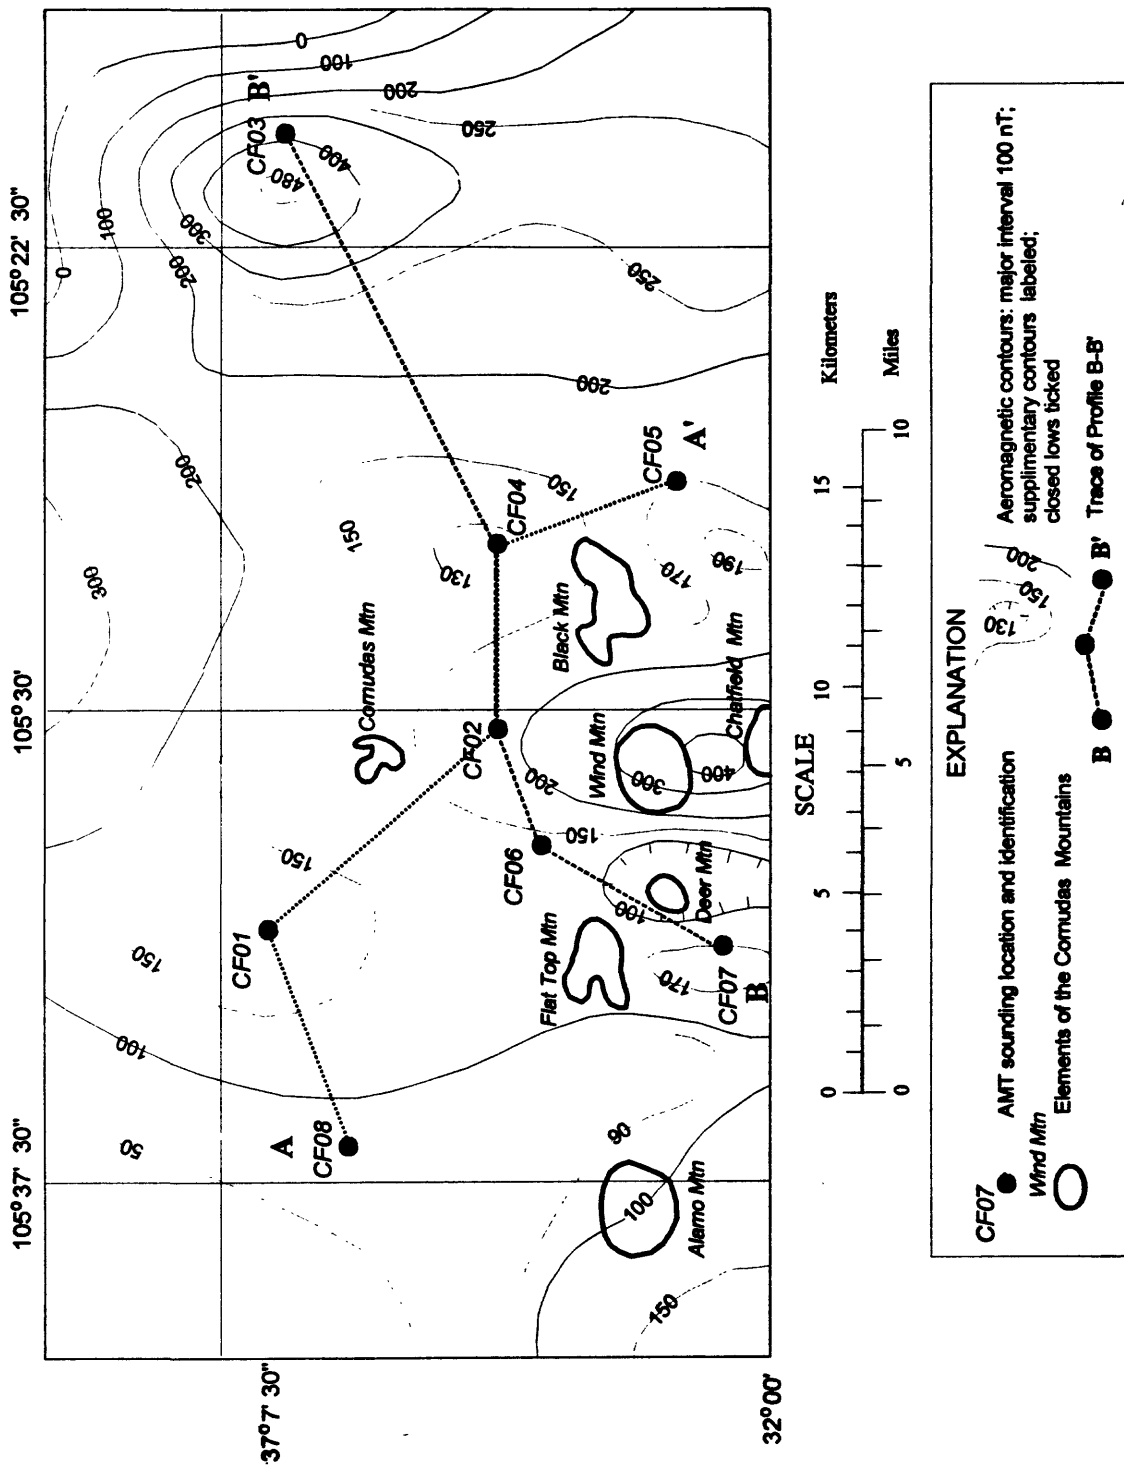 105° 37' 30"
105° 30'
105° 22' 30"
37° 7' 30"
32° 00'
0
100
200
300
200
300
150
100
50
150
150
130
150
200
250
250
0
100
200
300
400
480
200
150
300
400
100
170
170
190
90
100
150
A
CF08
CF01
CF02
CF04
CF05
A'
CF03
B'
CF06
CF07
B
Cornudas Mtn
Black Mtn
Wind Mtn
Chatfield Mtn
Deer Mtn
Flat Top Mtn
Alamo Mtn
0 5 10 15 Kilometers
0 5 10 Miles
SCALE
EXPLANATION
CF07
AMT sounding location and identification
Wind Mtn
Elements of the Cornudas Mountains
130 150 200
Aeromagnetic contours: major interval 100 nT;
supplimentary contours labeled;
closed lows ticked
B B' Trace of Profile B-B'